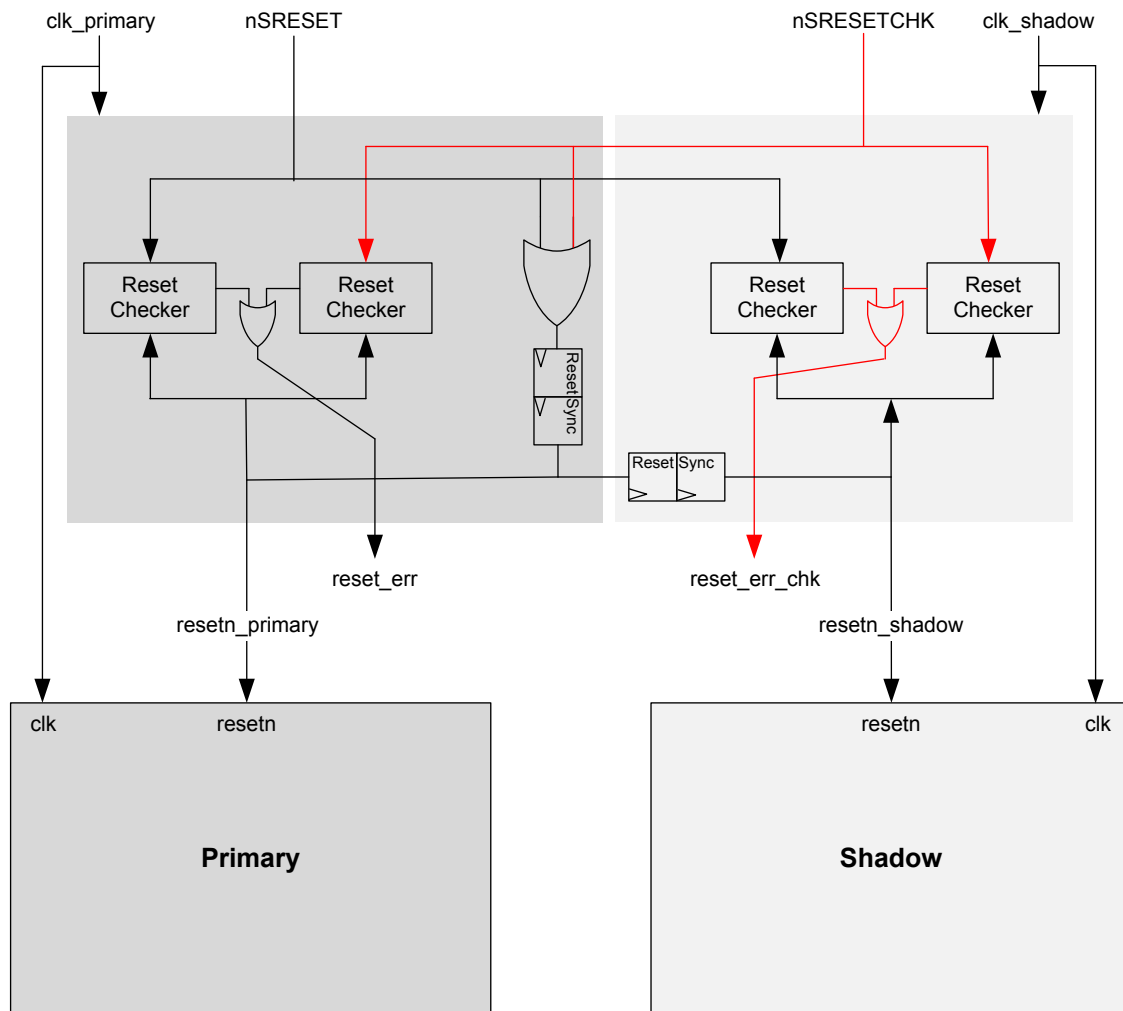 clk_primary
nSRESET
nSRESETCHK
clk_shadow
Reset
Checker
Reset
Checker
Reset
Checker
Reset
Checker
Reset Sync
Reset Sync
reset_err
reset_err_chk
resetn_primary
resetn_shadow
clk
resetn
resetn
clk
Primary
Shadow